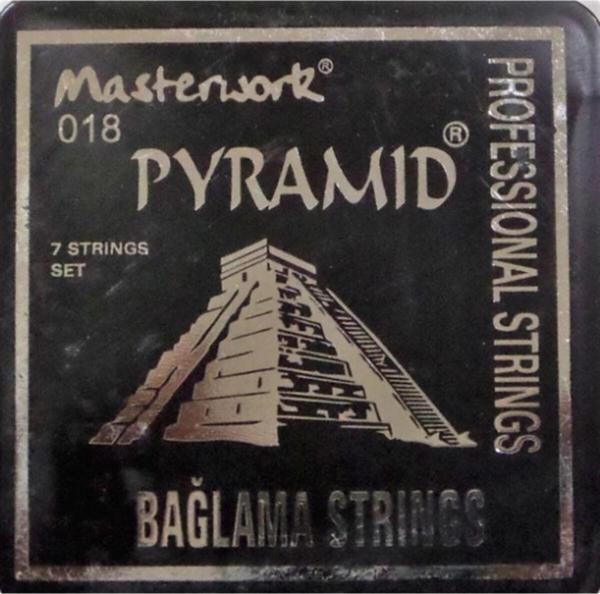 Masterwork®
018
PYRAMID®
7 STRINGS
SET
PROFESSIONAL STRINGS
BAĞLAMA STRINGS